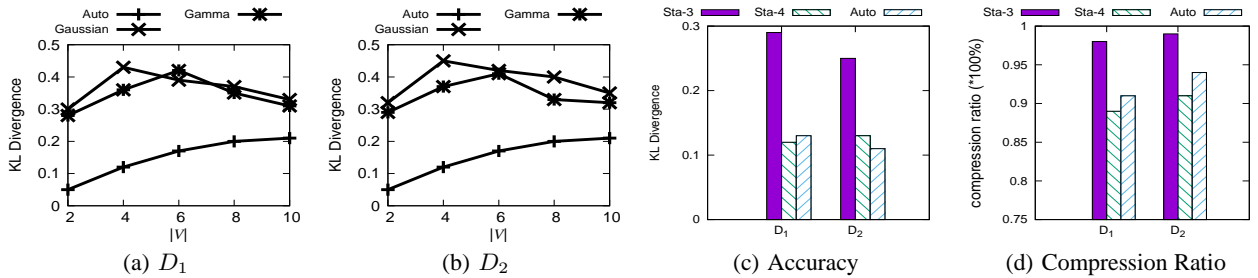 Auto
Gamma
Gaussian
KL Divergence
0.5
0.4
0.3
0.2
0.1
0
2 4 6 8 10
|V|
(a) D1
Auto
Gamma
Gaussian
KL Divergence
0.5
0.4
0.3
0.2
0.1
0
2 4 6 8 10
|V|
(b) D2
Sta-3 Sta-4 Auto
KL Divergence
0.3
0.2
0.1
0
D1 D2
(c) Accuracy
Sta-3 Sta-4 Auto
compression ratio (*100%)
1
0.95
0.9
0.85
0.8
0.75
D1 D2
(d) Compression Ratio